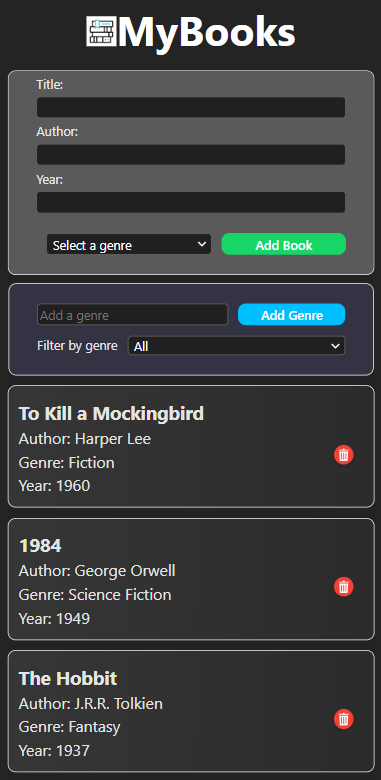 MyBooks
Title:
Author:
Year:
Select a genre
Add Book
Add a genre
Add Genre
Filter by genre
All
To Kill a Mockingbird
Author: Harper Lee
Genre: Fiction
Year: 1960
1984
Author: George Orwell
Genre: Science Fiction
Year: 1949
The Hobbit
Author: J.R.R. Tolkien
Genre: Fantasy
Year: 1937